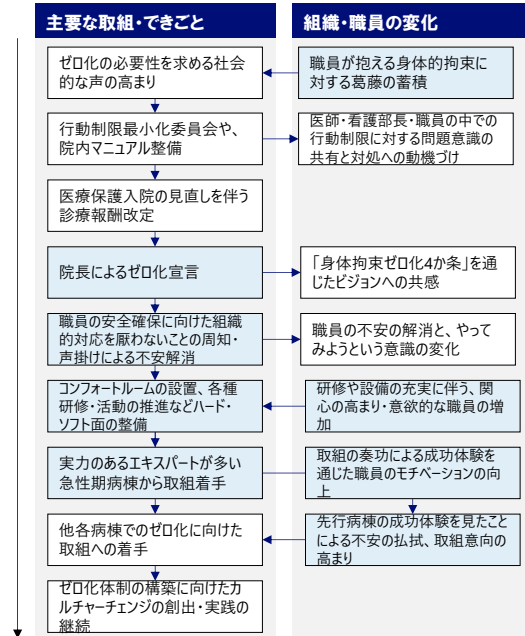 主要な取組・できごと
組織・職員の変化
ゼロ化の必要性を求める社会
的な声の高まり
職員が抱える身体的拘束に
対する葛藤の蓄積
行動制限最小化委員会や、
院内マニュアル整備
医師・看護部長・職員の中での
行動制限に対する問題意識の
共有と対処への動機づけ
医療保護入院の見直しを伴う
診療報酬改定
院長によるゼロ化宣言
「身体拘束ゼロ化4か条」を通
じたビジョンへの共感
職員の安全確保に向けた組織
的対応を厭わないことの周知・
声掛けによる不安解消
職員の不安の解消と、やって
みようという意識の変化
コンフォートルームの設置、各種
研修・活動の推進などハード・
ソフト面の整備
研修や設備の充実に伴う、関
心の高まり・意欲的な職員の増
加
実力のあるエキスパートが多い
急性期病棟から取組着手
取組の奏功による成功体験を
通じた職員のモチベーションの向
上
他各病棟でのゼロ化に向けた
取組への着手
先行病棟の成功体験を見たこと
による不安の払拭、取組意向の
高まり
ゼロ化体制の構築に向けたカ
ルチャーチェンジの創出・実践の
継続